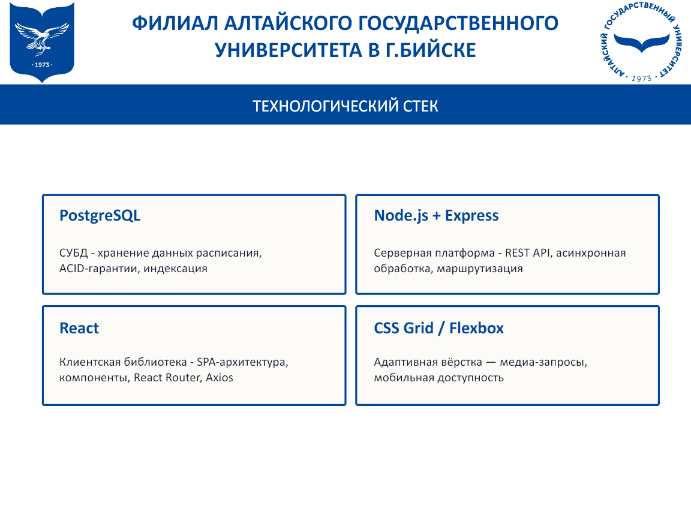 ФИЛИАЛ АЛТАЙСКОГО ГОСУДАРСТВЕННОГО
УНИВЕРСИТЕТА В Г.БИЙСКЕ
·1973·
АЛТАЙСКИЙ ГОСУДАРСТВЕННЫЙ УНИВЕРСИТЕТ
· 1973 ·
ТЕХНОЛОГИЧЕСКИЙ СТЕК
PostgreSQL
СУБД - хранение данных расписания,
ACID-гарантии, индексация
Node.js + Express
Серверная платформа - REST API, асинхронная
обработка, маршрутизация
React
Клиентская библиотека - SPA-архитектура,
компоненты, React Router, Axios
CSS Grid / Flexbox
Адаптивная вёрстка — медиа-запросы,
мобильная доступность